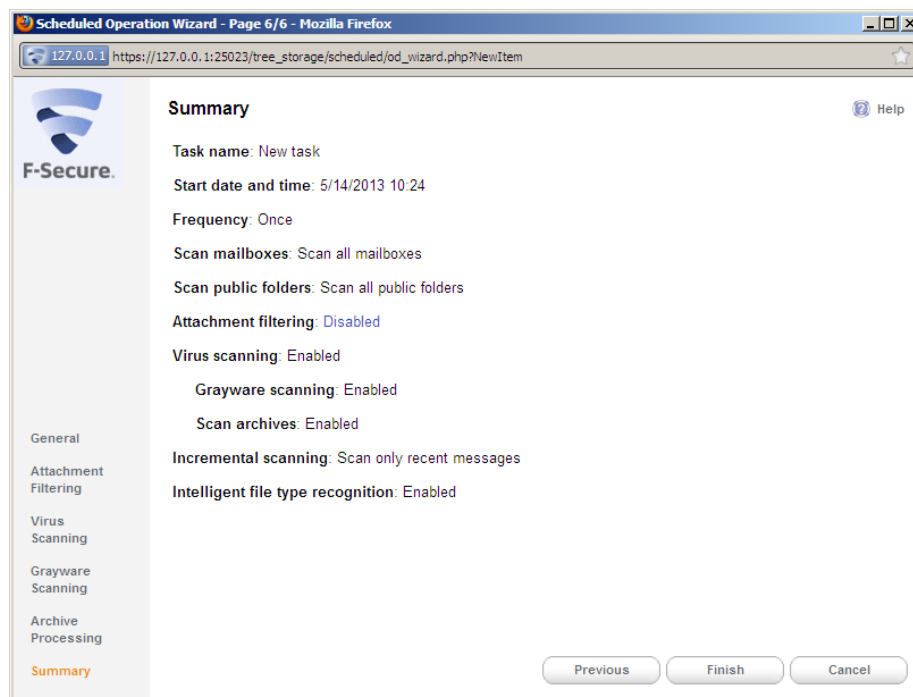 Scheduled Operation Wizard - Page 6/6 - Mozilla Firefox
127.0.0.1 https://127.0.0.1:25023/tree_storage/scheduled/od_wizard.php?NewItem
F-Secure.
Summary
Help
Task name: New task
Start date and time: 5/14/2013 10:24
Frequency: Once
Scan mailboxes: Scan all mailboxes
Scan public folders: Scan all public folders
Attachment filtering: Disabled
Virus scanning: Enabled
Grayware scanning: Enabled
Scan archives: Enabled
Incremental scanning: Scan only recent messages
Intelligent file type recognition: Enabled
General
Attachment
Filtering
Virus
Scanning
Grayware
Scanning
Archive
Processing
Summary
Previous
Finish
Cancel